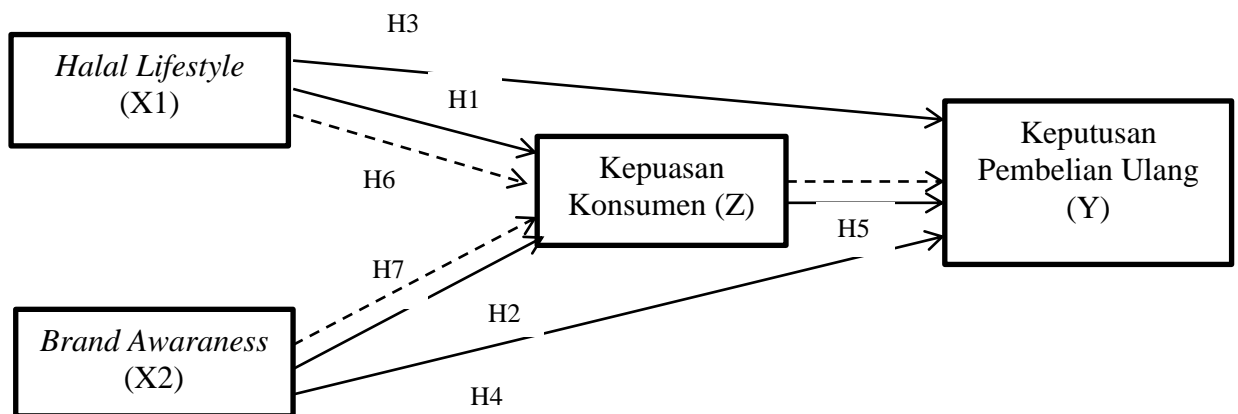 H3
Halal Lifestyle
(X1)
H1
H6
Kepuasan
Konsumen (Z)
Keputusan
Pembelian Ulang
(Y)
H5
H7
H2
Brand Awaraness
(X2)
H4